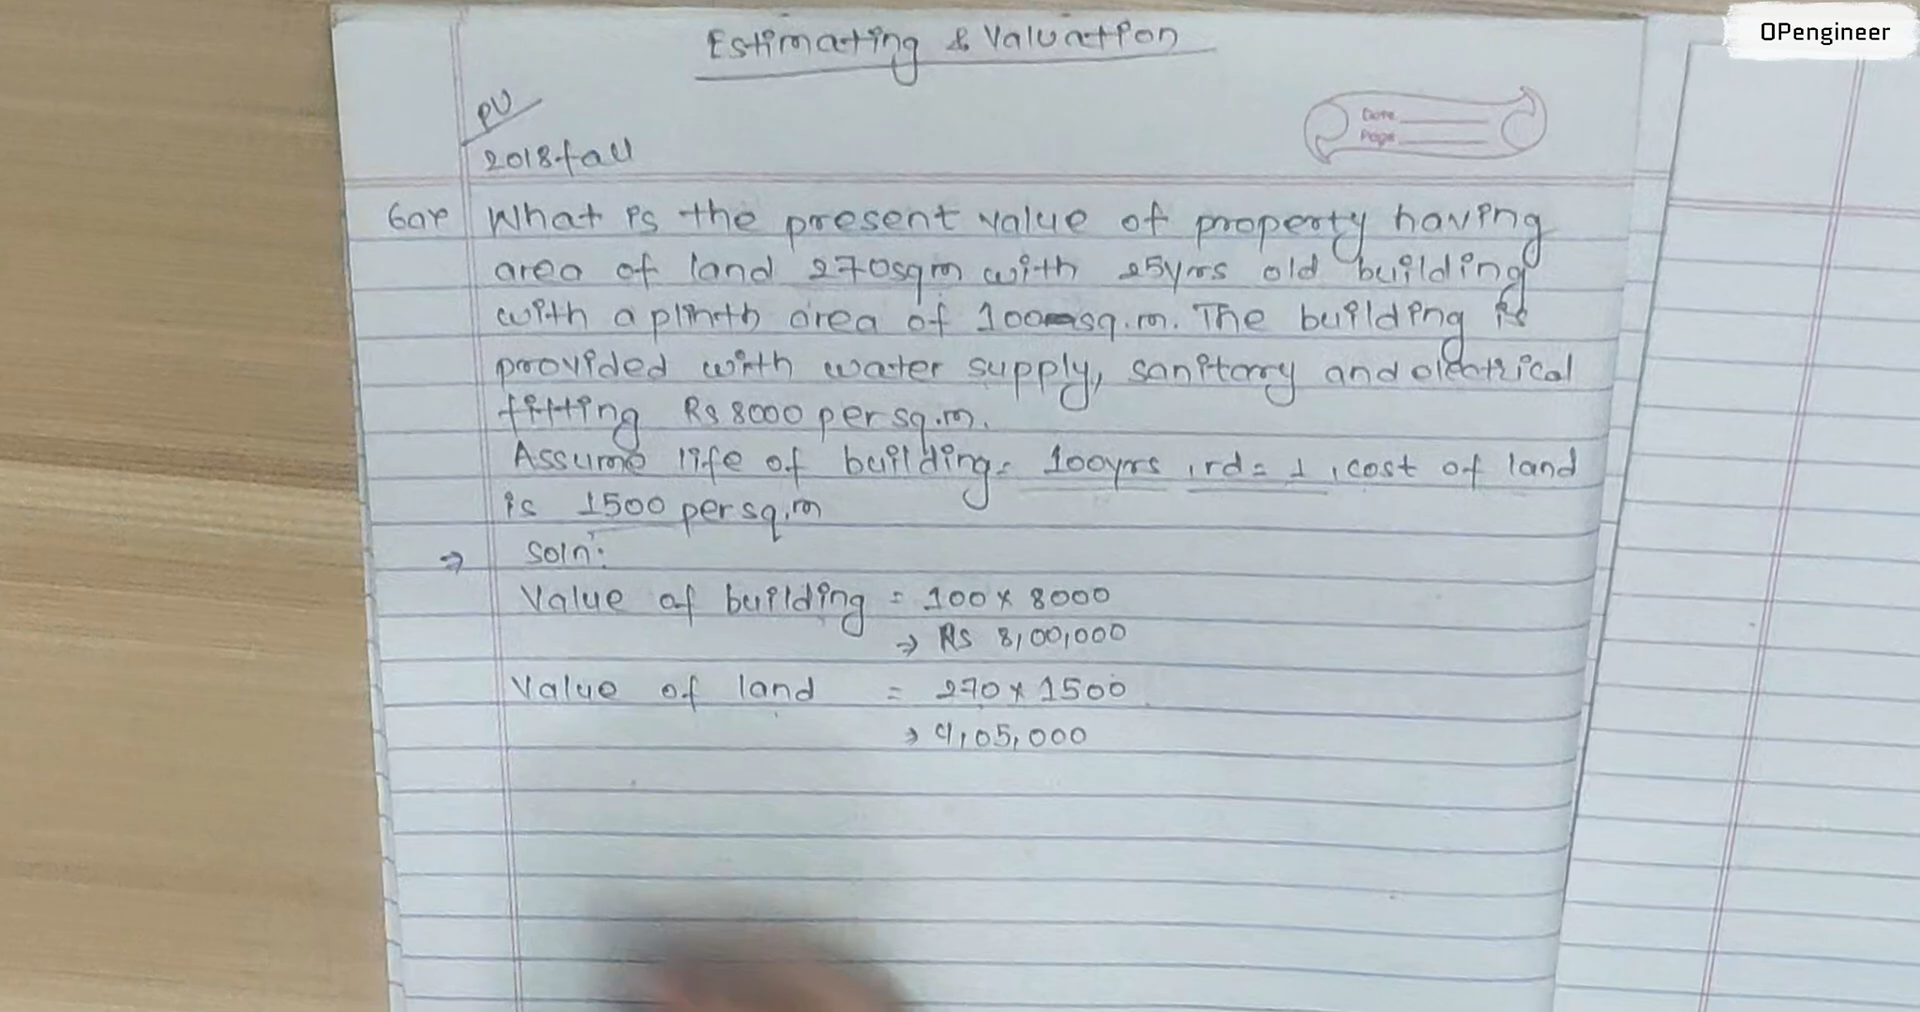 OPengineer
Estimating & Valuation
PU
2018 fall
Date
Page
What is the present value of property having
area of land 270sqm with 25yrs old building
with a plinth area of 100 sq.m. The building is
provided with water supply, sanitary and electrical
fitting Rs 8000 per sq.m.
Assume life of building = 100yrs, rd = 1, cost of land
is 1500 per sq.m
⇒ Soln:
Value of building = 100 × 8000
⇒ RS 8,00,000
Value of land = 270 × 1500
⇒ 4,05,000